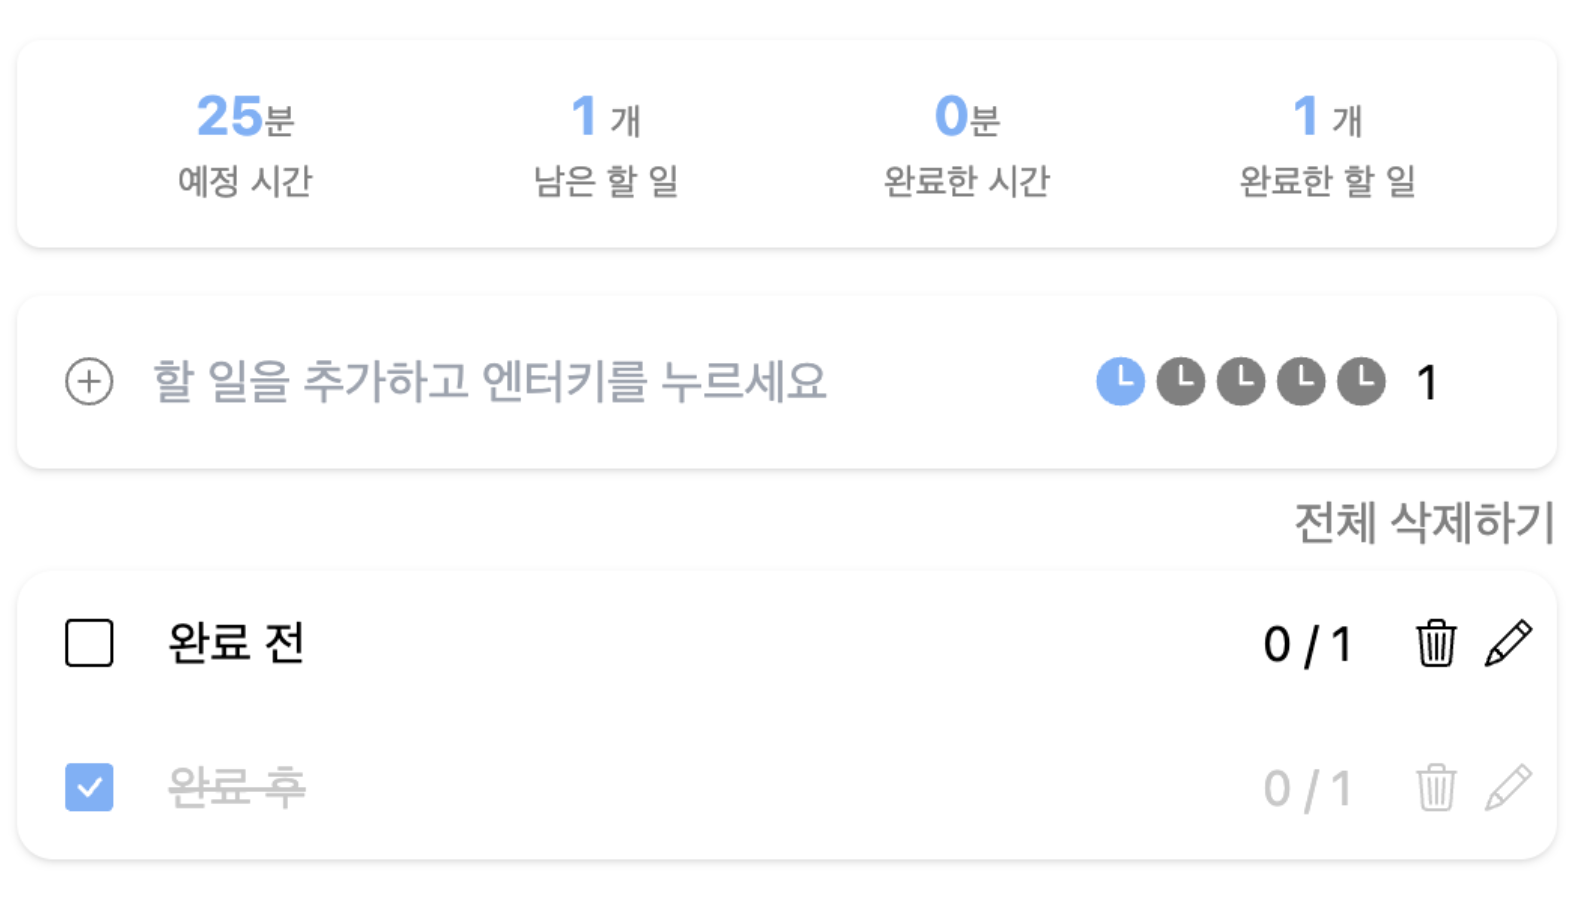 25분 1 개 0분 1 개
예정 시간 남은 할 일 완료한 시간 완료한 할 일
할 일을 추가하고 엔터키를 누르세요 1
전체 삭제하기
완료 전 0 / 1
완료 후 0 / 1